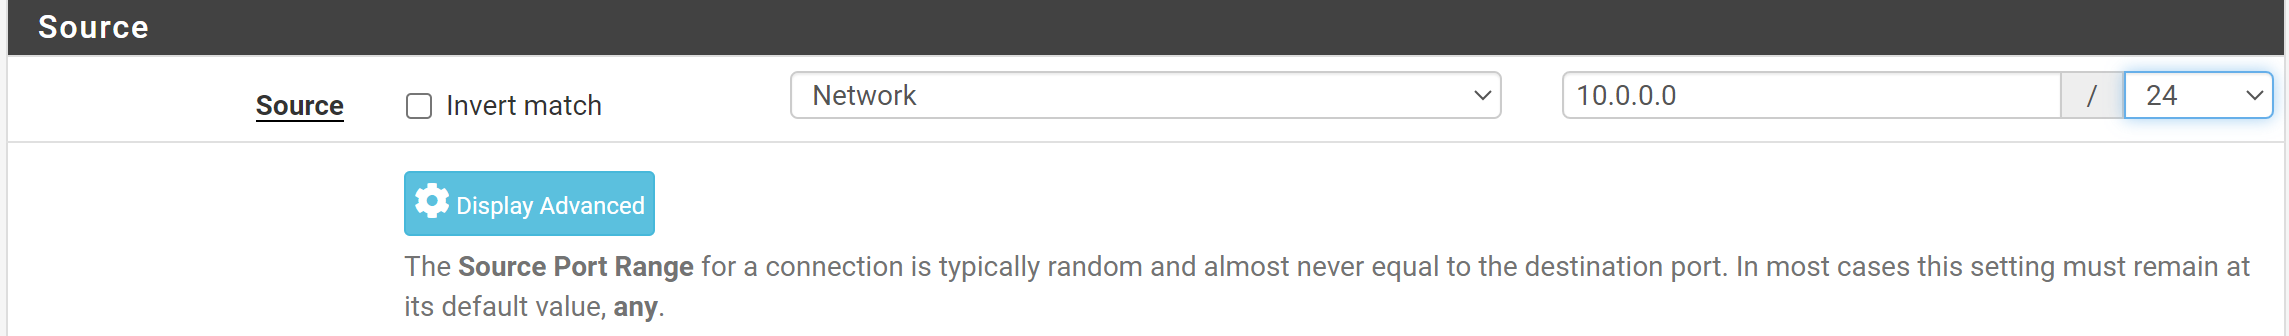 Source
Source Invert match Network 10.0.0.0 / 24
Display Advanced
The Source Port Range for a connection is typically random and almost never equal to the destination port. In most cases this setting must remain at
its default value, any.